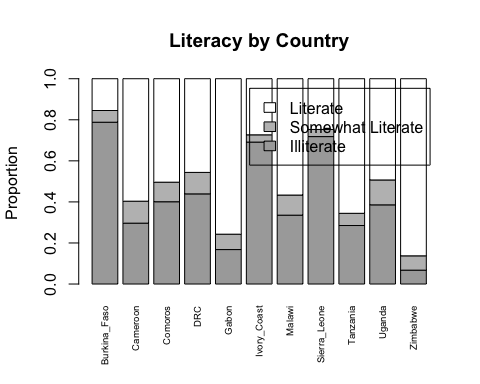 Literacy by Country
Proportion
1.0
0.8
0.6
0.4
0.2
0.0
Literate
Somewhat Literate
Illiterate
Burkina_Faso
Cameroon
Comoros
DRC
Gabon
Ivory_Coast
Malawi
Sierra_Leone
Tanzania
Uganda
Zimbabwe